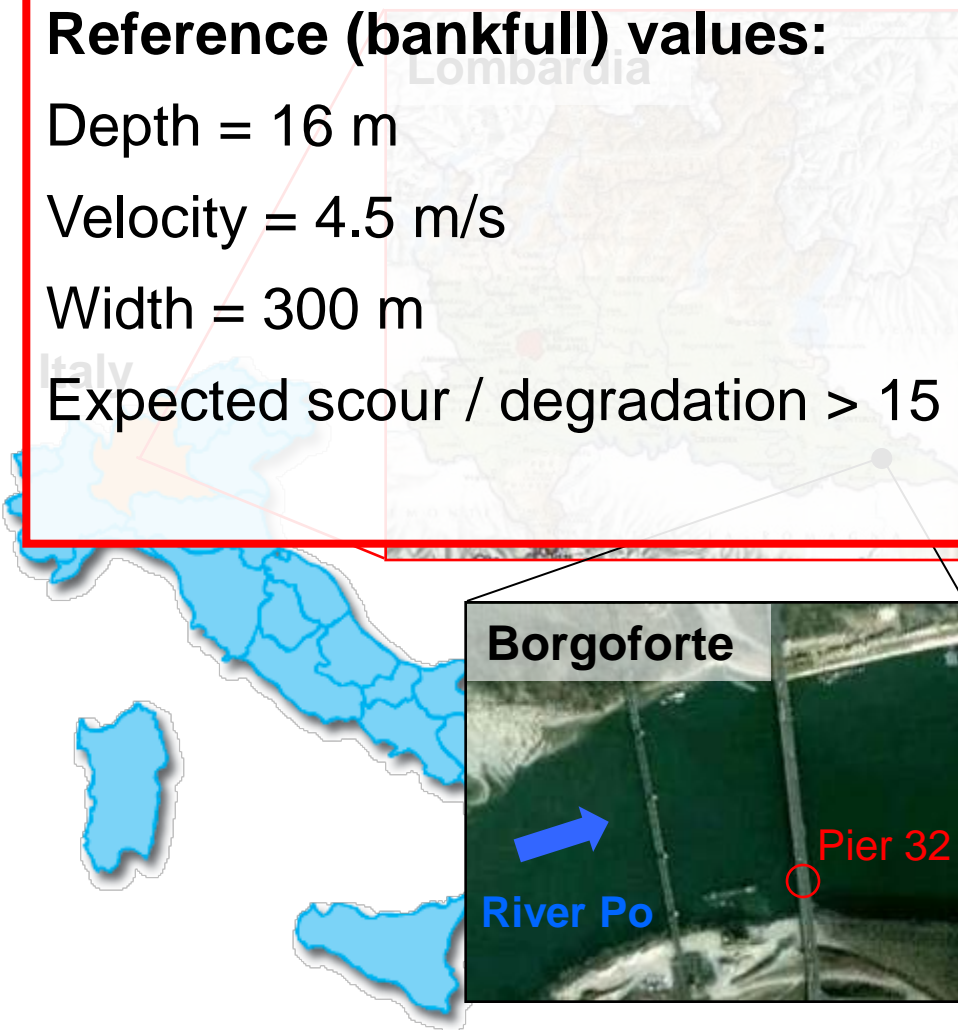 Reference (bankfull) values:
Lombardia
Depth = 16 m
Velocity = 4.5 m/s
Width = 300 m
Italy
Expected scour / degradation > 15
Borgoforte
Pier 32
River Po